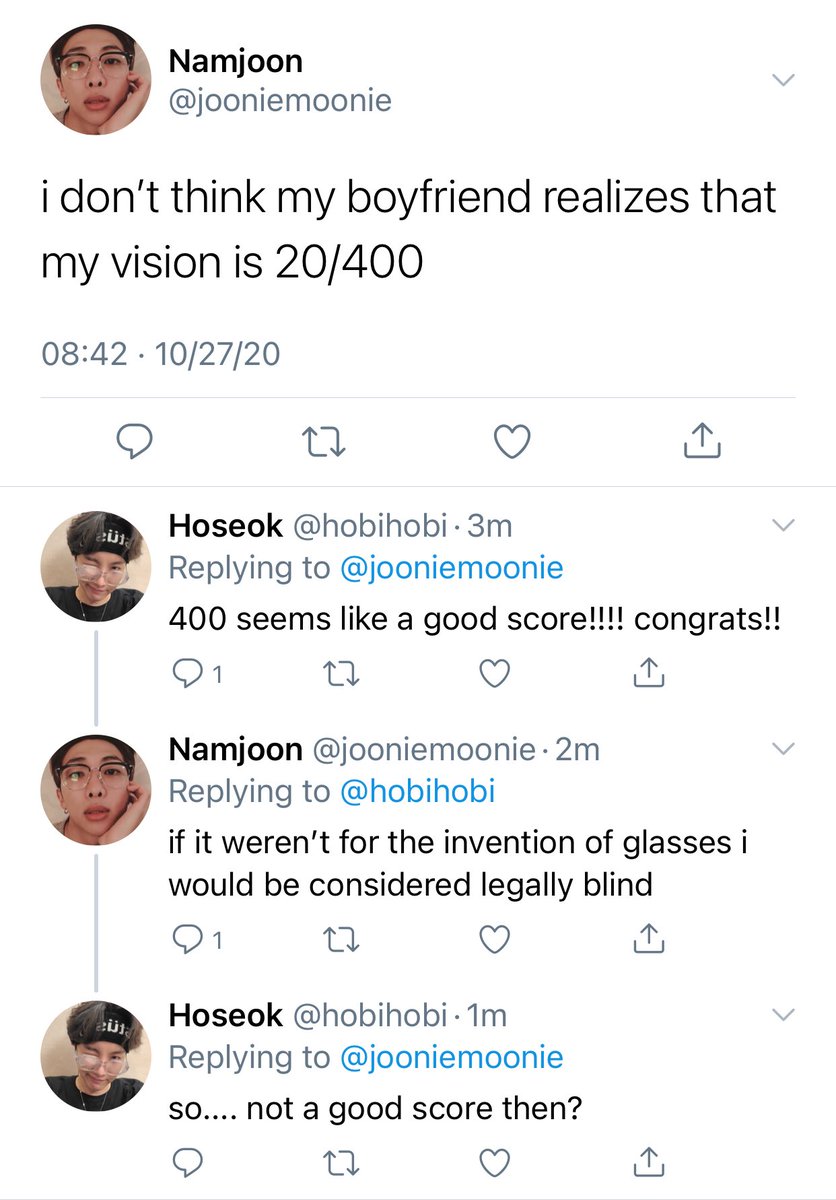 Namjoon
@jooniemoonie
i don’t think my boyfriend realizes that
my vision is 20/400
08:42 · 10/27/20
Hoseok @hobihobi · 3m
Replying to @jooniemoonie
400 seems like a good score!!!! congrats!!
1
Namjoon @jooniemoonie · 2m
Replying to @hobihobi
if it weren’t for the invention of glasses i
would be considered legally blind
1
Hoseok @hobihobi · 1m
Replying to @jooniemoonie
so.... not a good score then?